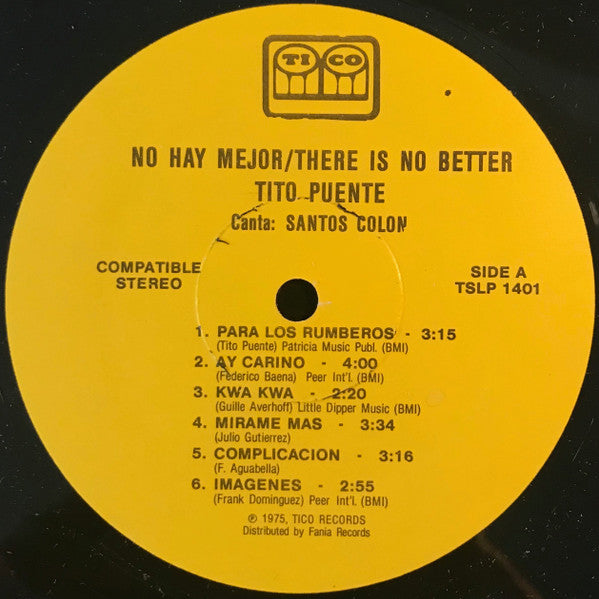 TICO
NO HAY MEJOR/THERE IS NO BETTER
TITO PUENTE
Canta: SANTOS COLON
COMPATIBLE
STEREO
SIDE A
TSLP 1401
1. PARA LOS RUMBEROS - 3:15
(Tito Puente) Patricia Music Publ. (BMI)
2. AY CARINO - 4:00
(Federico Baena) Peer Int'l. (BMI)
3. KWA KWA - 2:20
(Guille Averhoff) Little Dipper Music (BMI)
4. MIRAME MAS - 3:34
(Julio Gutierrez)
5. COMPLICACION - 3:16
(F. Aguabella)
6. IMAGENES - 2:55
(Frank Dominguez) Peer Int'l. (BMI)
℗ 1975, TICO RECORDS
Distributed by Fania Records